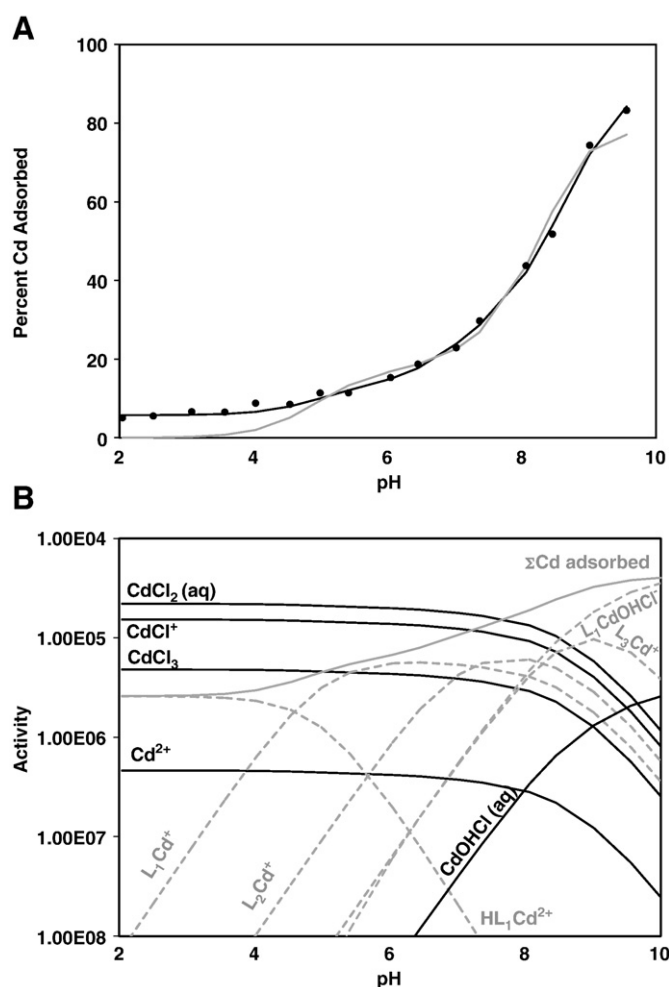 A
Percent Cd Adsorbed
100
80
60
40
20
0
2
4
6
8
10
pH
B
Activity
1.00E04
1.00E05
1.00E06
1.00E07
1.00E08
CdCl2 (aq)
CdCl+
CdCl3
Cd2+
ΣCd adsorbed
L1CdOHCl
L3Cd+
L1Cd+
L2Cd+
CdOHCl (aq)
HL1Cd2+
2
4
6
8
10
pH